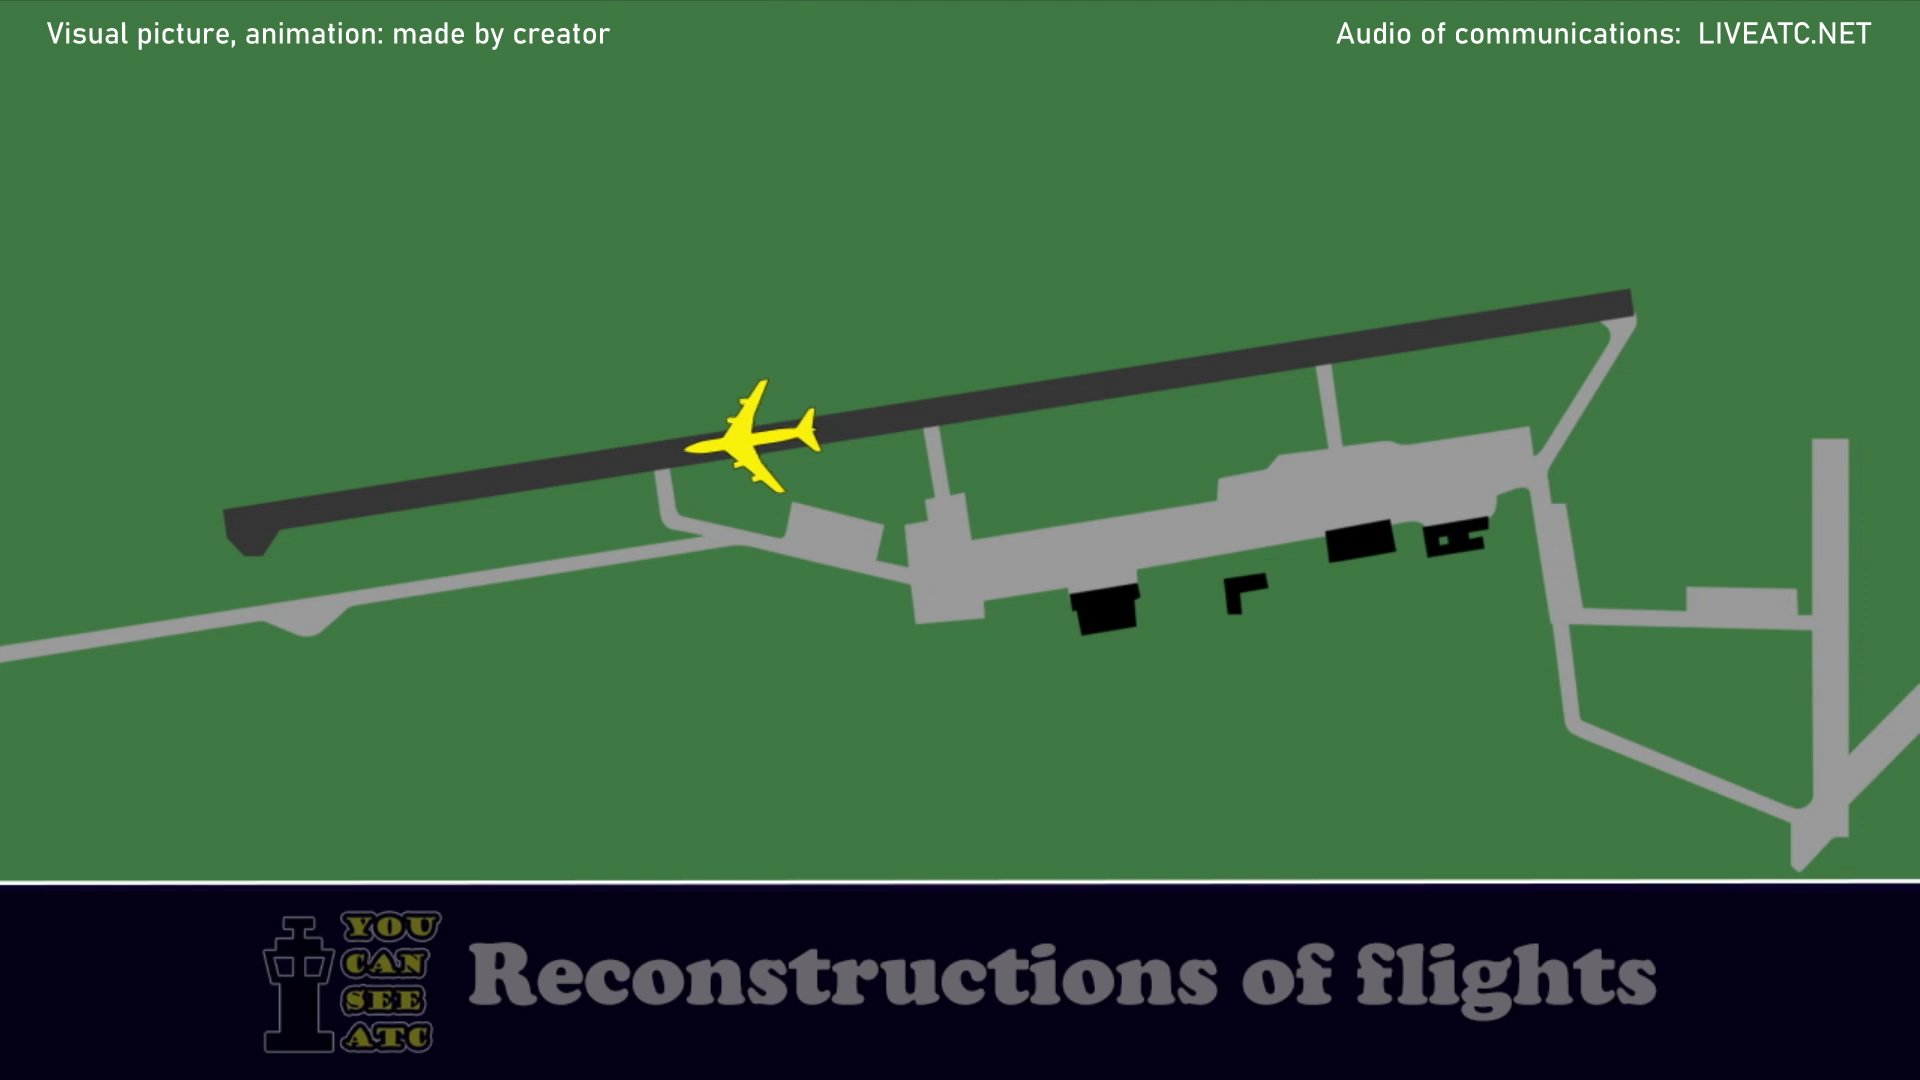 Visual picture, animation: made by creator
Audio of communications: LIVEATC.NET
YOU
CAN
SEE
ATC
Reconstructions of flights